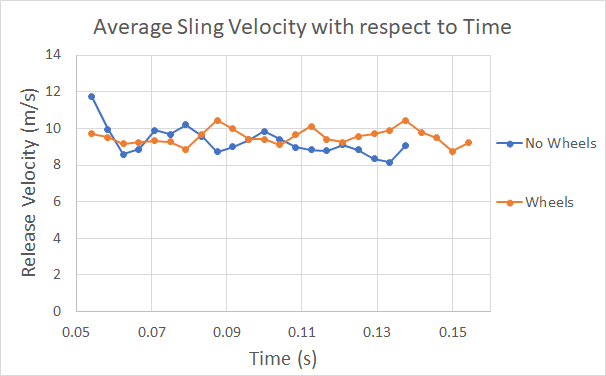 Average Sling Velocity with respect to Time
14
12
10
8
6
4
2
0
Release Velocity (m/s)
0.05
0.07
0.09
0.11
0.13
0.15
Time (s)
No Wheels
Wheels